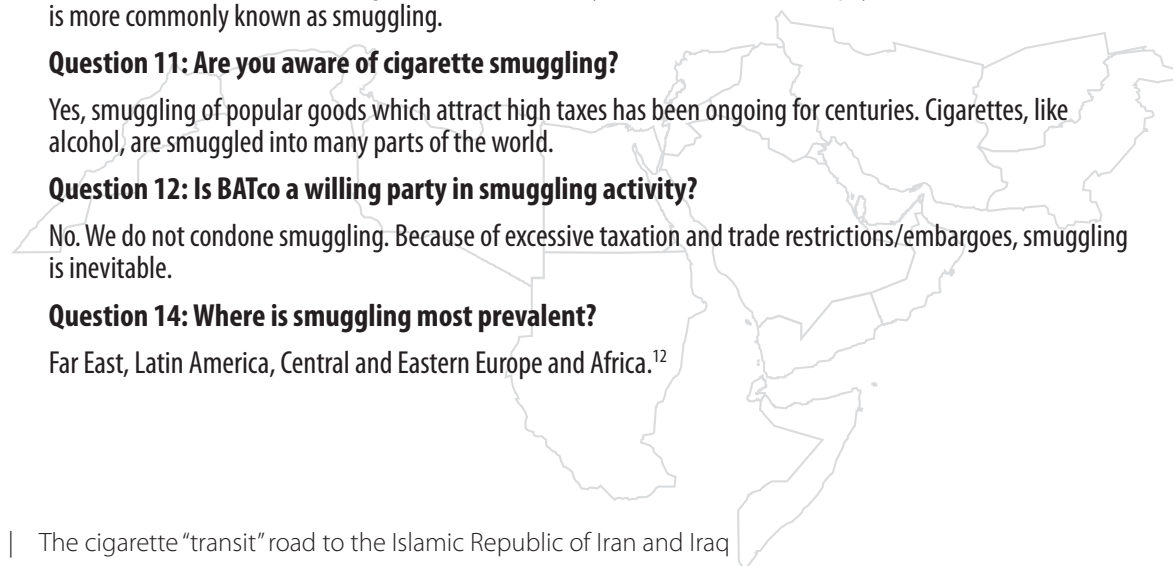 is more commonly known as smuggling.
Question 11: Are you aware of cigarette smuggling?
Yes, smuggling of popular goods which attract high taxes has been ongoing for centuries. Cigarettes, like
alcohol, are smuggled into many parts of the world.
Question 12: Is BATco a willing party in smuggling activity?
No. We do not condone smuggling. Because of excessive taxation and trade restrictions/embargoes, smuggling
is inevitable.
Question 14: Where is smuggling most prevalent?
Far East, Latin America, Central and Eastern Europe and Africa.12
| The cigarette "transit" road to the Islamic Republic of Iran and Iraq